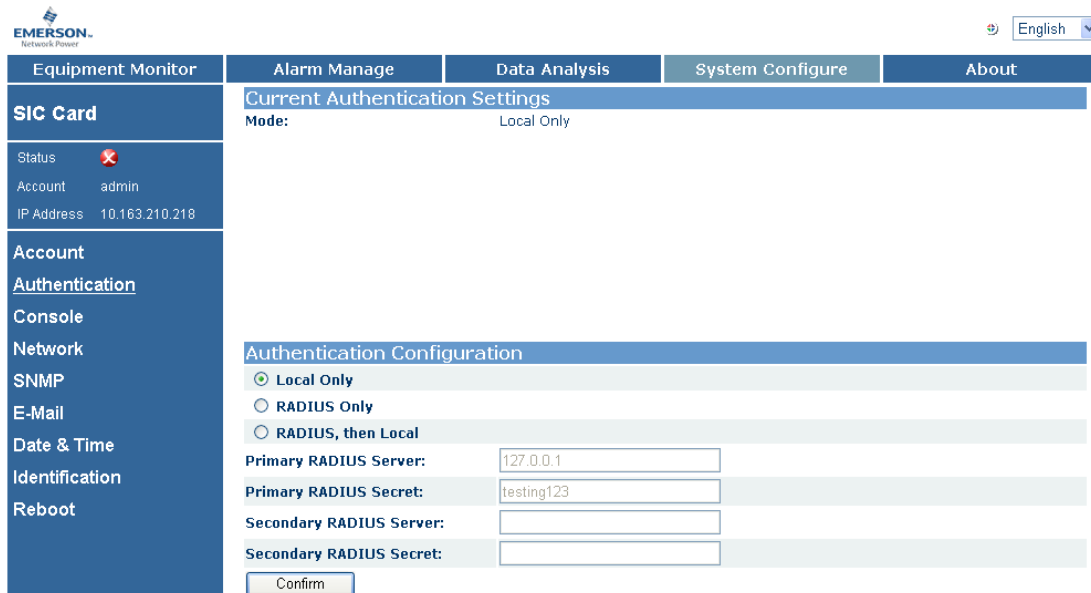 EMERSON™
Network Power
English
Equipment Monitor
Alarm Manage
Data Analysis
System Configure
About
SIC Card
Status
Account admin
IP Address 10.163.210.218
Account
Authentication
Console
Network
SNMP
E-Mail
Date & Time
Identification
Reboot
Current Authentication Settings
Mode: Local Only
Authentication Configuration
Local Only
RADIUS Only
RADIUS, then Local
Primary RADIUS Server: 127.0.0.1
Primary RADIUS Secret: testing123
Secondary RADIUS Server:
Secondary RADIUS Secret:
Confirm